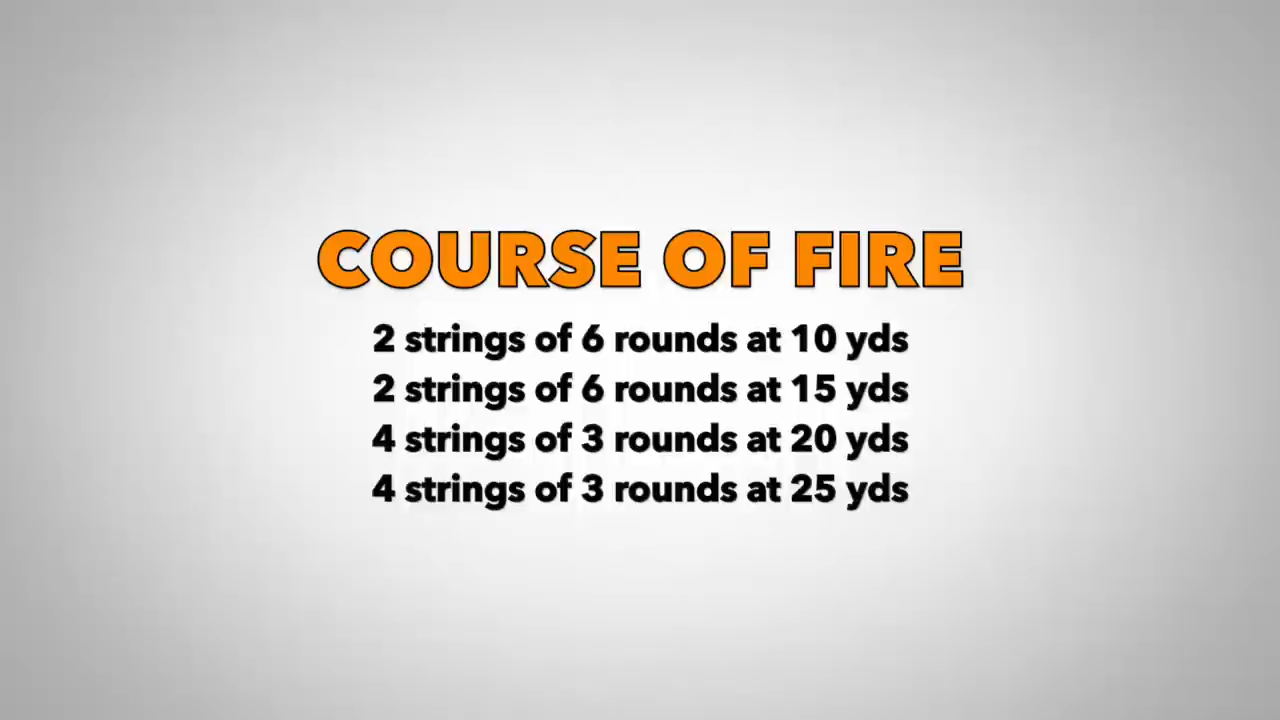 COURSE OF FIRE
2 strings of 6 rounds at 10 yds
2 strings of 6 rounds at 15 yds
4 strings of 3 rounds at 20 yds
4 strings of 3 rounds at 25 yds